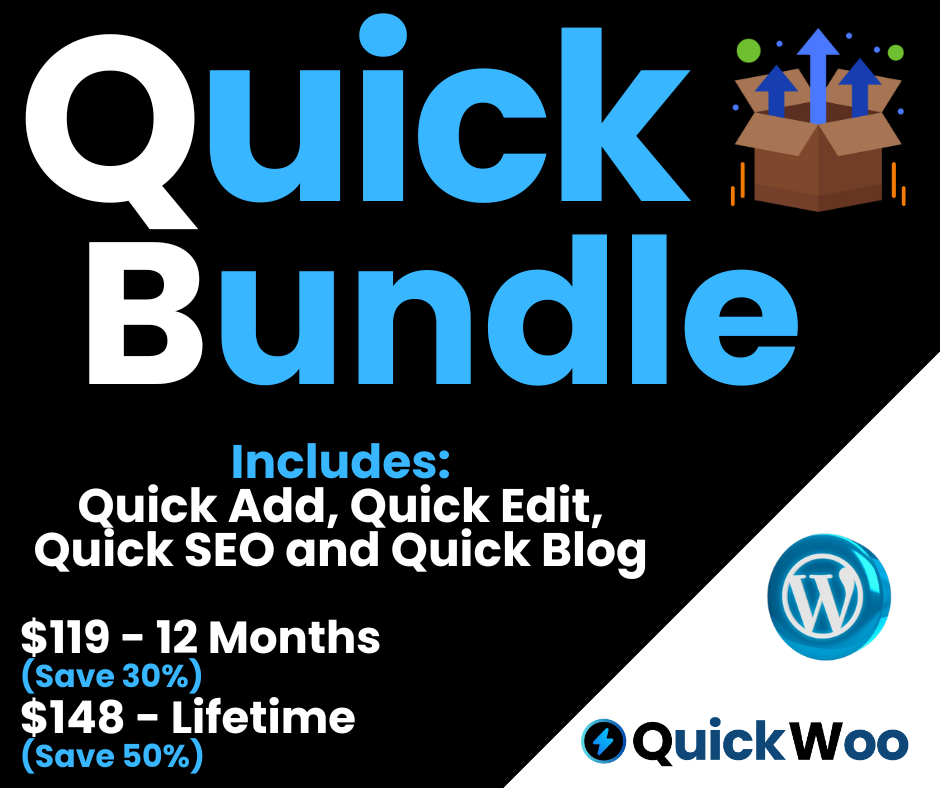 Quick
Bundle
Includes:
Quick Add, Quick Edit,
Quick SEO and Quick Blog
$119 - 12 Months
(Save 30%)
$148 - Lifetime
(Save 50%)
W
QuickWoo